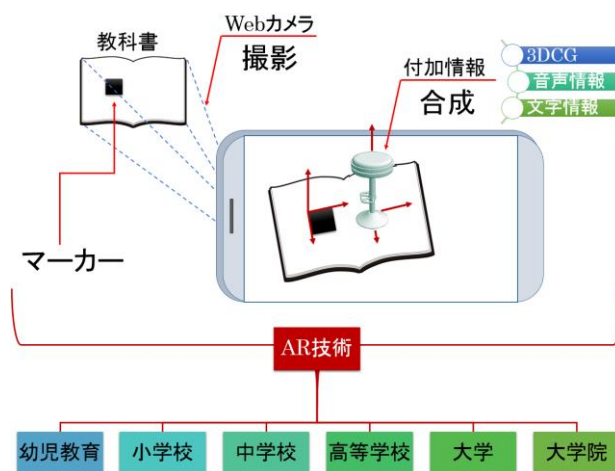 Webカメラ
撮影
教科書
付加情報
合成
3DCG
音声情報
文字情報
マーカー
AR技術
幼児教育
小学校
中学校
高等学校
大学
大学院